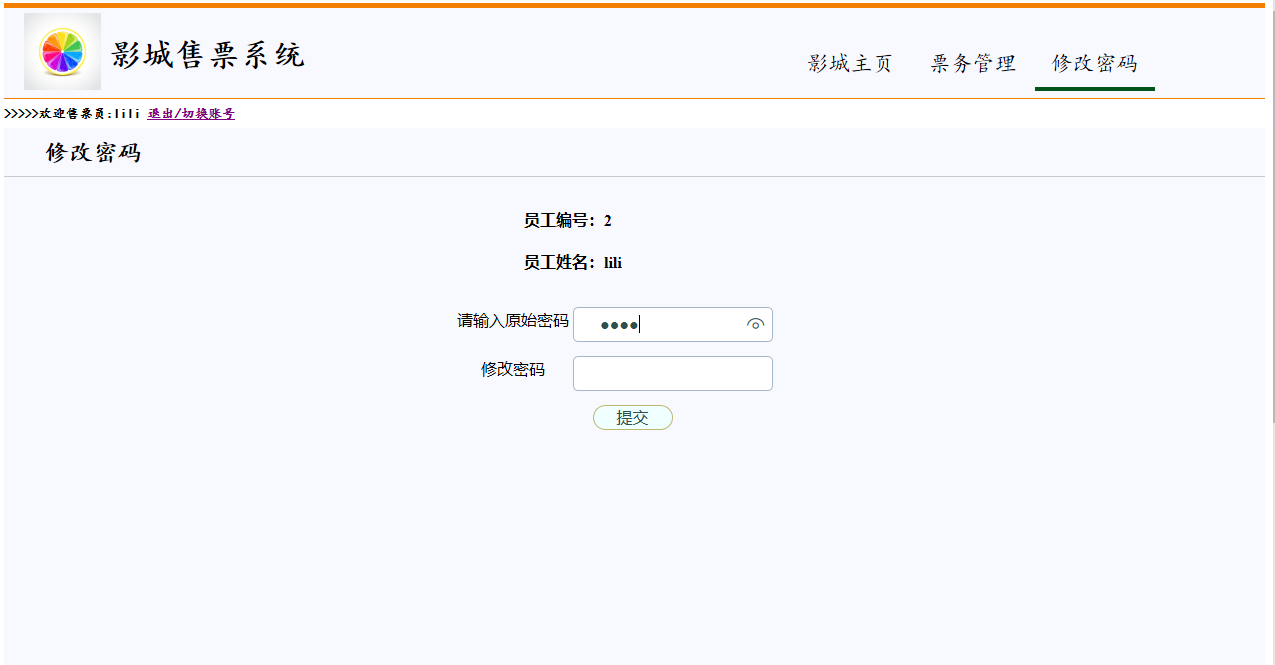 影城售票系统
影城主页 票务管理 修改密码
>>>>>欢迎售票员:lili 退出/切换账号
修改密码
员工编号：2
员工姓名：lili
请输入原始密码 ●●●●
修改密码
提交